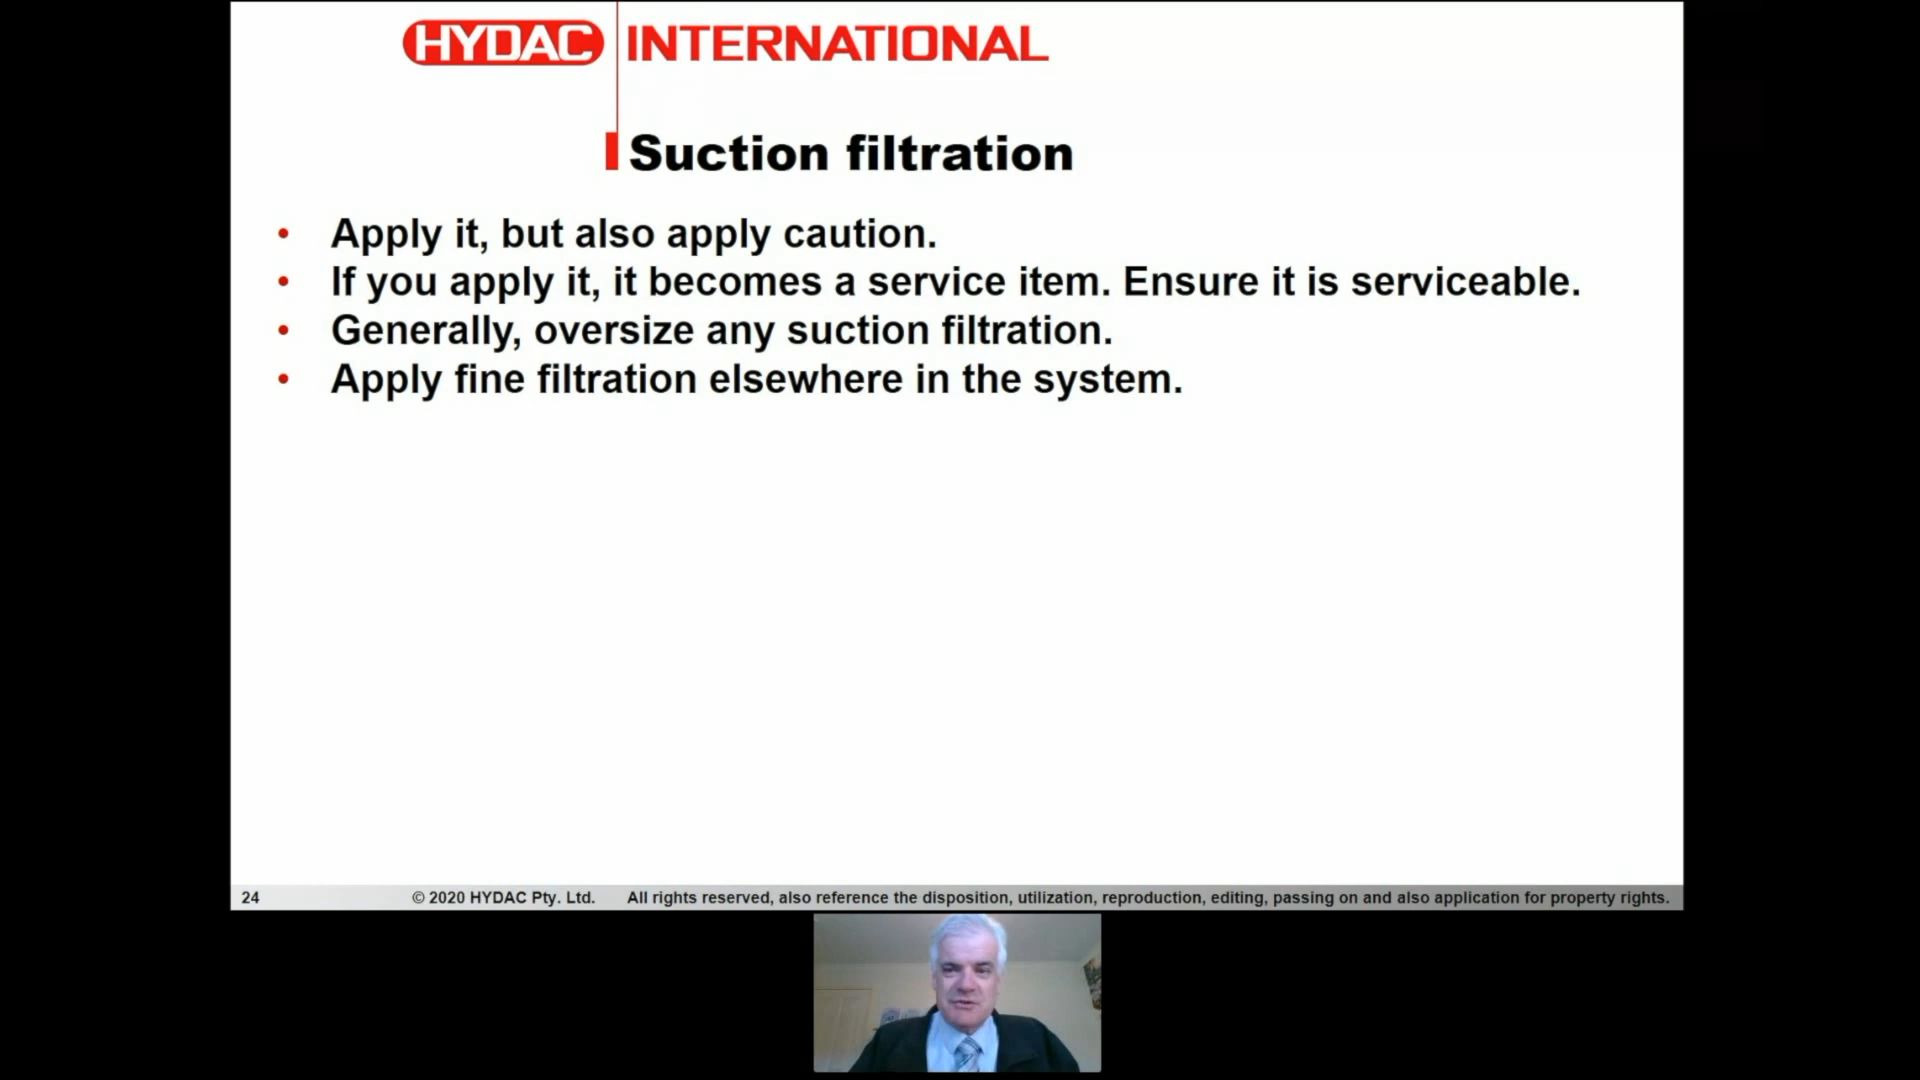 HYDAC INTERNATIONAL
Suction filtration
• Apply it, but also apply caution.
• If you apply it, it becomes a service item. Ensure it is serviceable.
• Generally, oversize any suction filtration.
• Apply fine filtration elsewhere in the system.
24 © 2020 HYDAC Pty. Ltd. All rights reserved, also reference the disposition, utilization, reproduction, editing, passing on and also application for property rights.